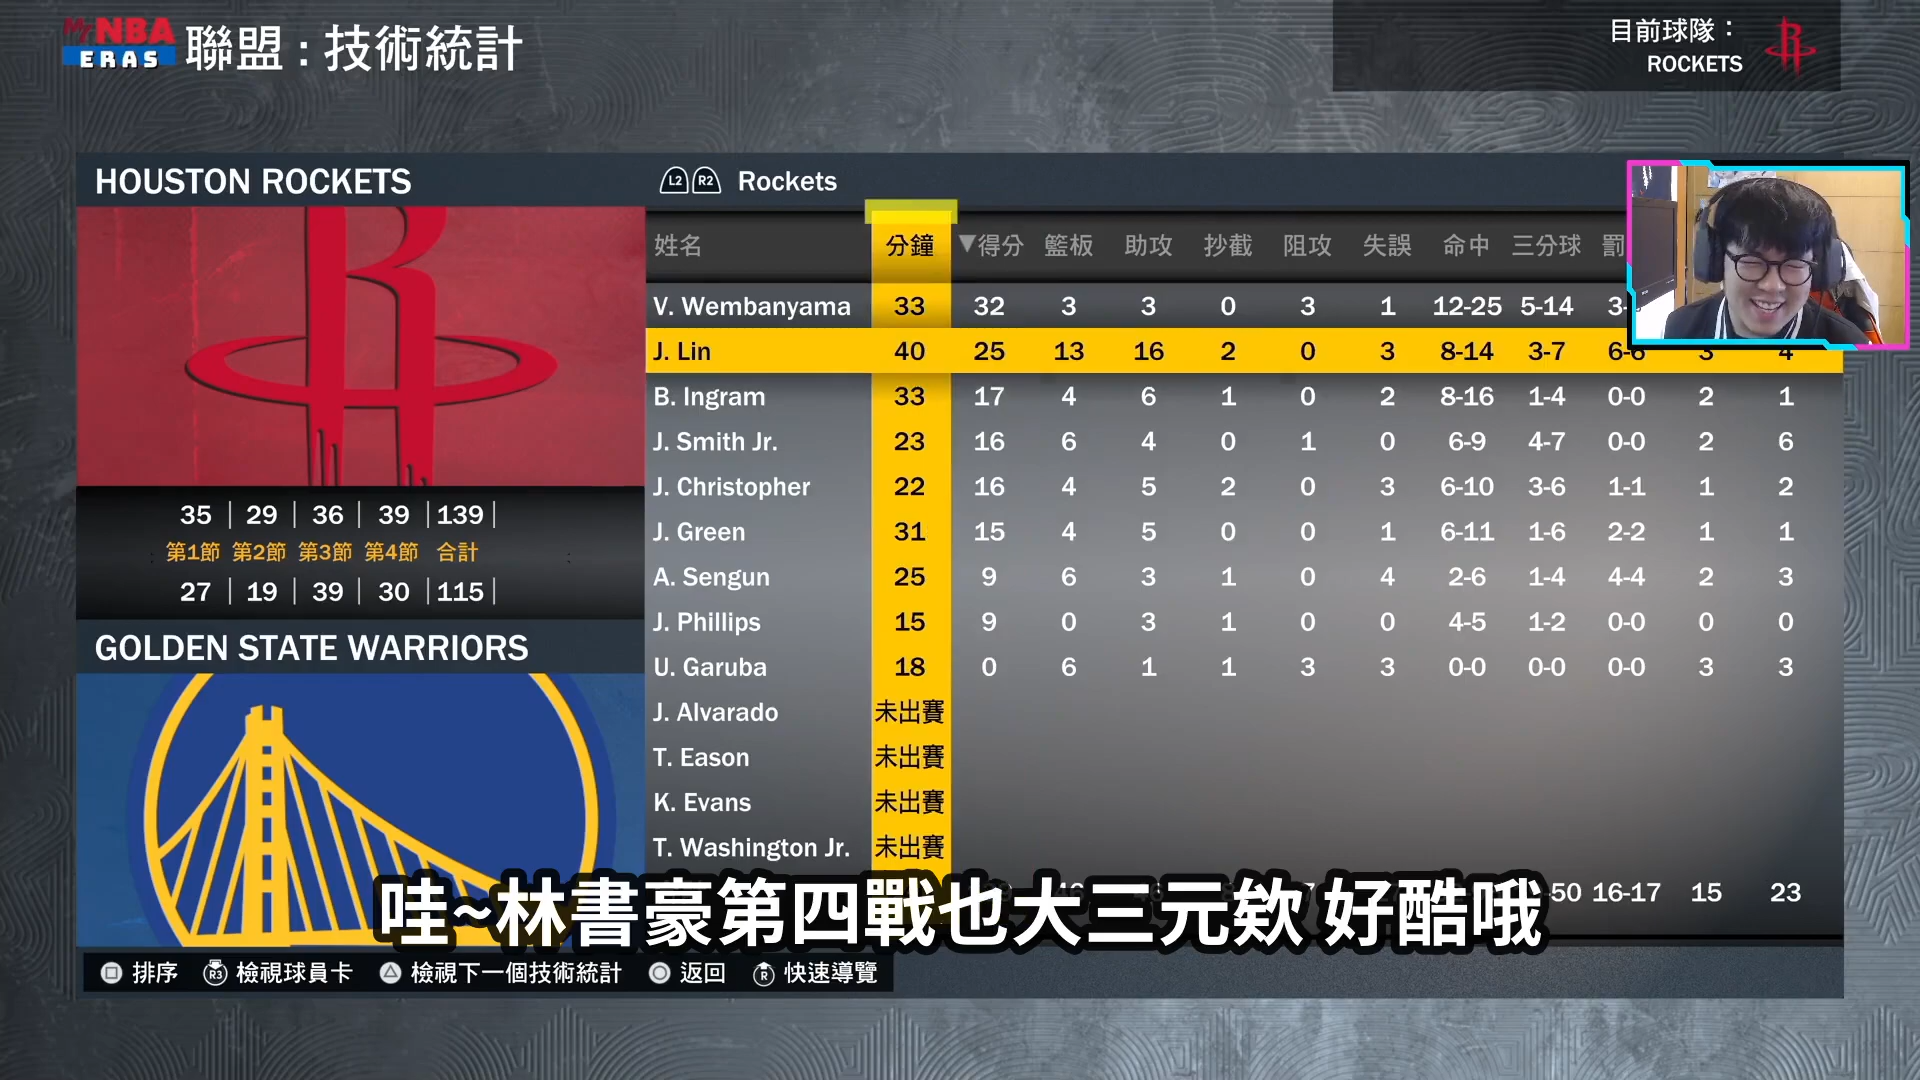 MyNBA ERAS 聯盟 : 技術統計
目前球隊：
ROCKETS
HOUSTON ROCKETS
35 | 29 | 36 | 39 | 139 |
第1節 第2節 第3節 第4節 合計
27 | 19 | 39 | 30 | 115 |
GOLDEN STATE WARRIORS
L2 R2 Rockets
姓名 分鐘 ▼得分 籃板 助攻 抄截 阻攻 失誤 命中 三分球 罰
V. Wembanyama 33 32 3 3 0 3 1 12-25 5-14 3-
J. Lin 40 25 13 16 2 0 3 8-14 3-7 6-6 3 4
B. Ingram 33 17 4 6 1 0 2 8-16 1-4 0-0 2 1
J. Smith Jr. 23 16 6 4 0 1 0 6-9 4-7 0-0 2 6
J. Christopher 22 16 4 5 2 0 3 6-10 3-6 1-1 1 2
J. Green 31 15 4 5 0 0 1 6-11 1-6 2-2 1 1
A. Sengun 25 9 6 3 1 0 4 2-6 1-4 4-4 2 3
J. Phillips 15 9 0 3 1 0 0 4-5 1-2 0-0 0 0
U. Garuba 18 0 6 1 1 3 3 0-0 0-0 0-0 3 3
J. Alvarado 未出賽
T. Eason 未出賽
K. Evans 未出賽
T. Washington Jr. 未出賽
-50 16-17 15 23
哇~林書豪第四戰也大三元欸 好酷哦
排序 R3 檢視球員卡 檢視下一個技術統計 返回 R 快速導覽